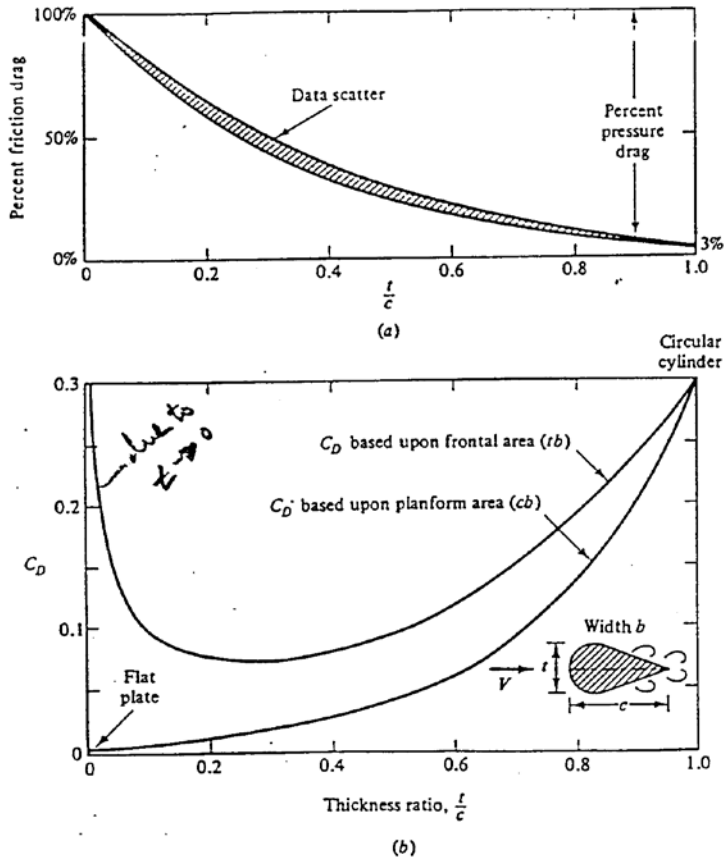 100%
50%
0%
Percent friction drag
Data scatter
Percent
pressure
drag
3%
0
0.2
0.4
0.6
0.8
1.0
t/c
(a)
Circular
cylinder
0.3
0.2
0.1
0
C_D
C_D based upon frontal area (tb)
C_D based upon planform area (cb)
Flat
plate
Width b
V
t
c
0
0.2
0.4
0.6
0.8
1.0
Thickness ratio, t/c
(b)